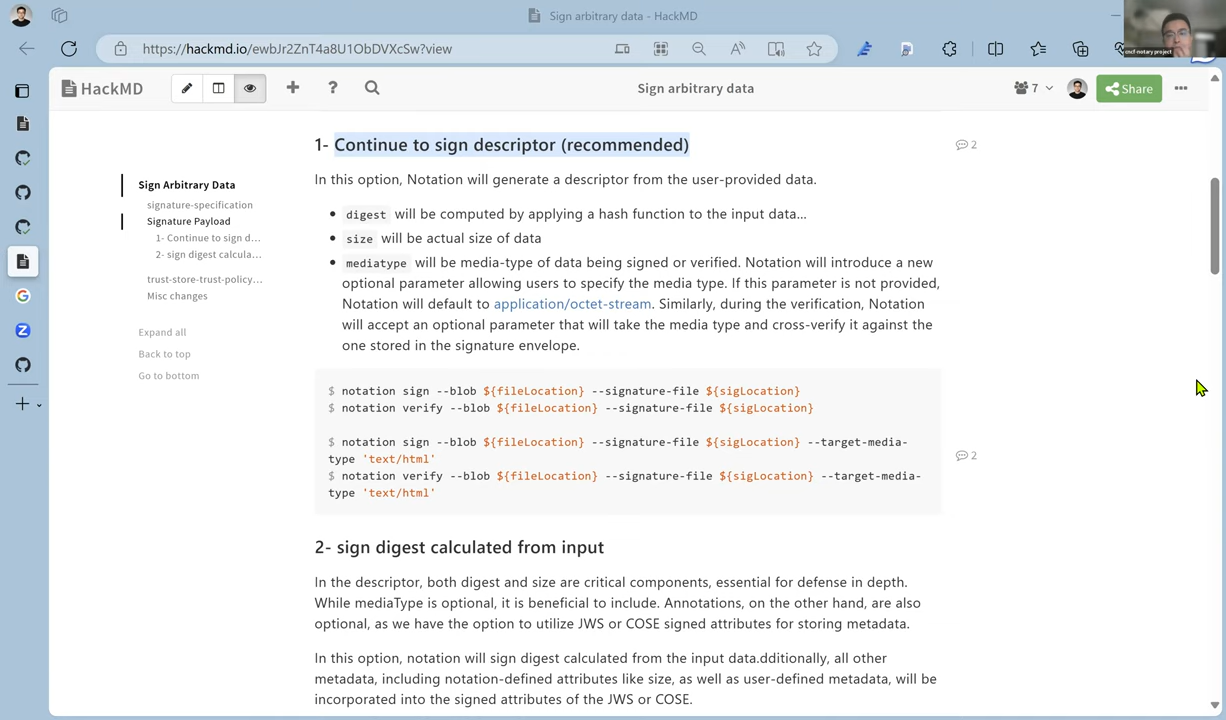 Sign arbitrary data - HackMD
https://hackmd.io/ewbJr2ZnT4a8U1ObDVXcSw?view
cncf-notary project
HackMD
Sign arbitrary data
7
Share
Sign Arbitrary Data
signature-specification
Signature Payload
1- Continue to sign d...
2- sign digest calcula...
trust-store-trust-policy...
Misc changes
Expand all
Back to top
Go to bottom
1- Continue to sign descriptor (recommended)
2
In this option, Notation will generate a descriptor from the user-provided data.
digest will be computed by applying a hash function to the input data...
size will be actual size of data
mediatype will be media-type of data being signed or verified. Notation will introduce a new
optional parameter allowing users to specify the media type. If this parameter is not provided,
Notation will default to application/octet-stream. Similarly, during the verification, Notation
will accept an optional parameter that will take the media type and cross-verify it against the
one stored in the signature envelope.
$ notation sign --blob ${fileLocation} --signature-file ${sigLocation}
$ notation verify --blob ${fileLocation} --signature-file ${sigLocation}
$ notation sign --blob ${fileLocation} --signature-file ${sigLocation} --target-media-
type 'text/html'
2
$ notation verify --blob ${fileLocation} --signature-file ${sigLocation} --target-media-
type 'text/html'
2- sign digest calculated from input
In the descriptor, both digest and size are critical components, essential for defense in depth.
While mediaType is optional, it is beneficial to include. Annotations, on the other hand, are also
optional, as we have the option to utilize JWS or COSE signed attributes for storing metadata.
In this option, notation will sign digest calculated from the input data.dditionally, all other
metadata, including notation-defined attributes like size, as well as user-defined metadata, will be
incorporated into the signed attributes of the JWS or COSE.